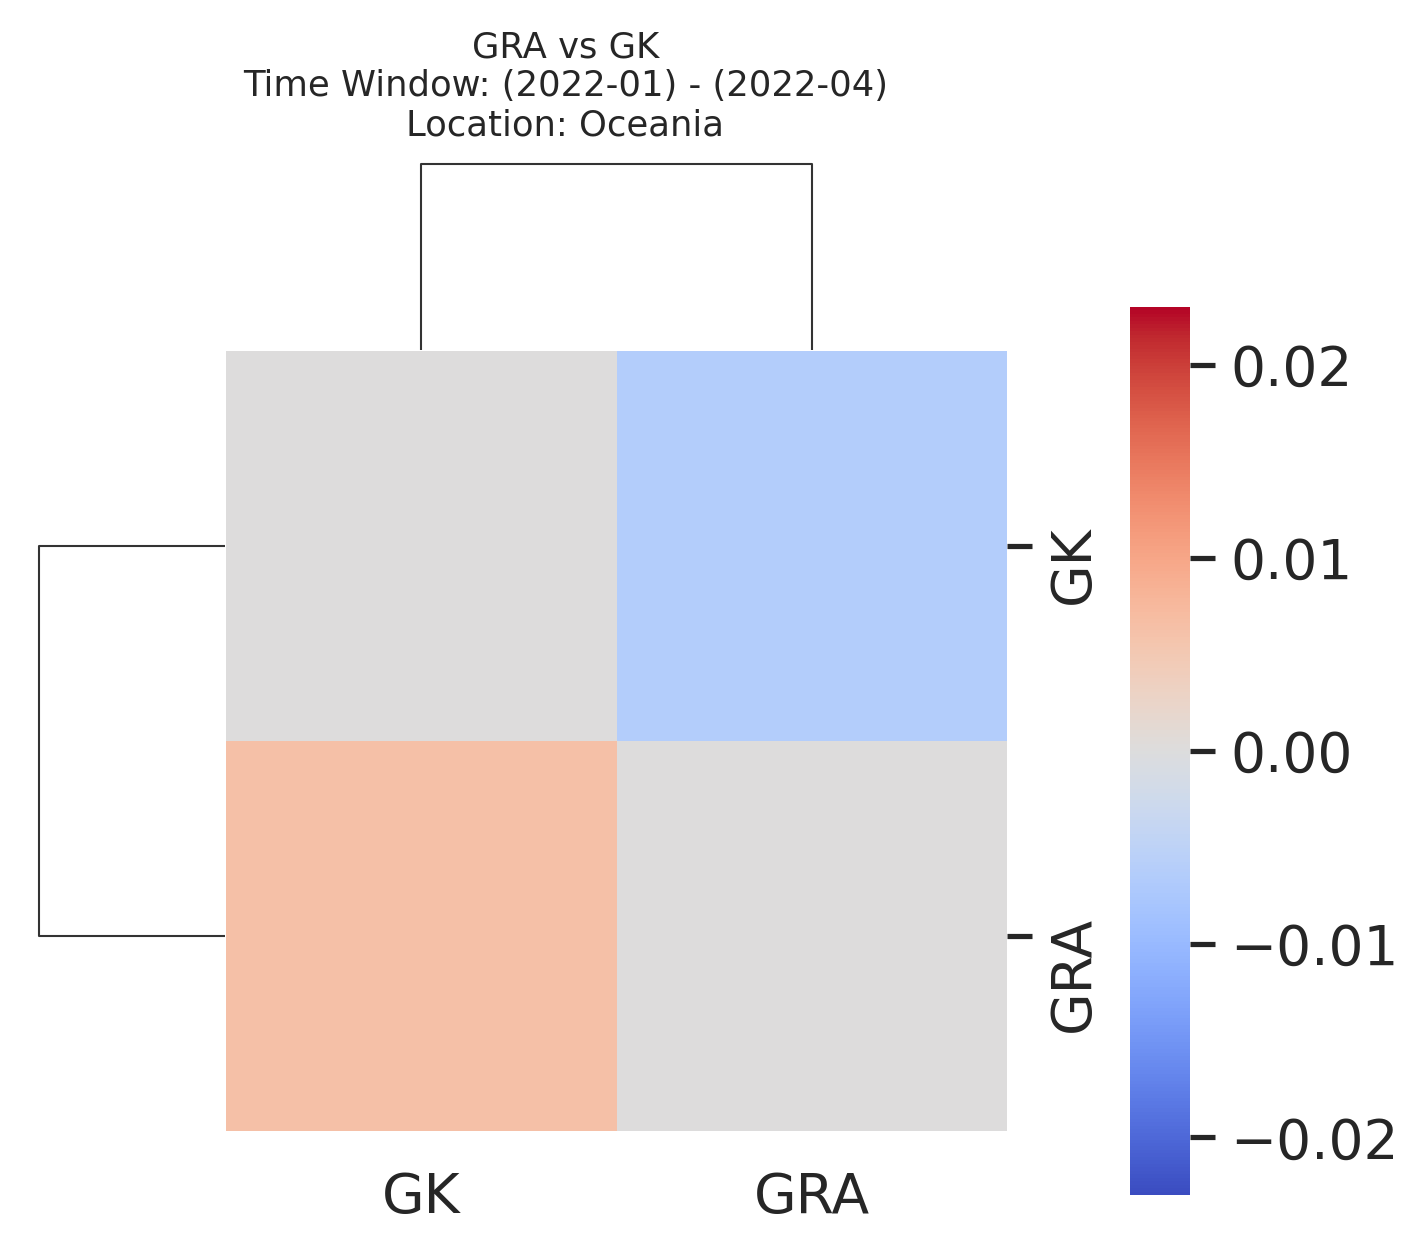 GRA vs GK
Time Window: (2022-01) - (2022-04)
Location: Oceania
0.02
0.01
0.00
−0.01
−0.02
GK
GRA
GK
GRA